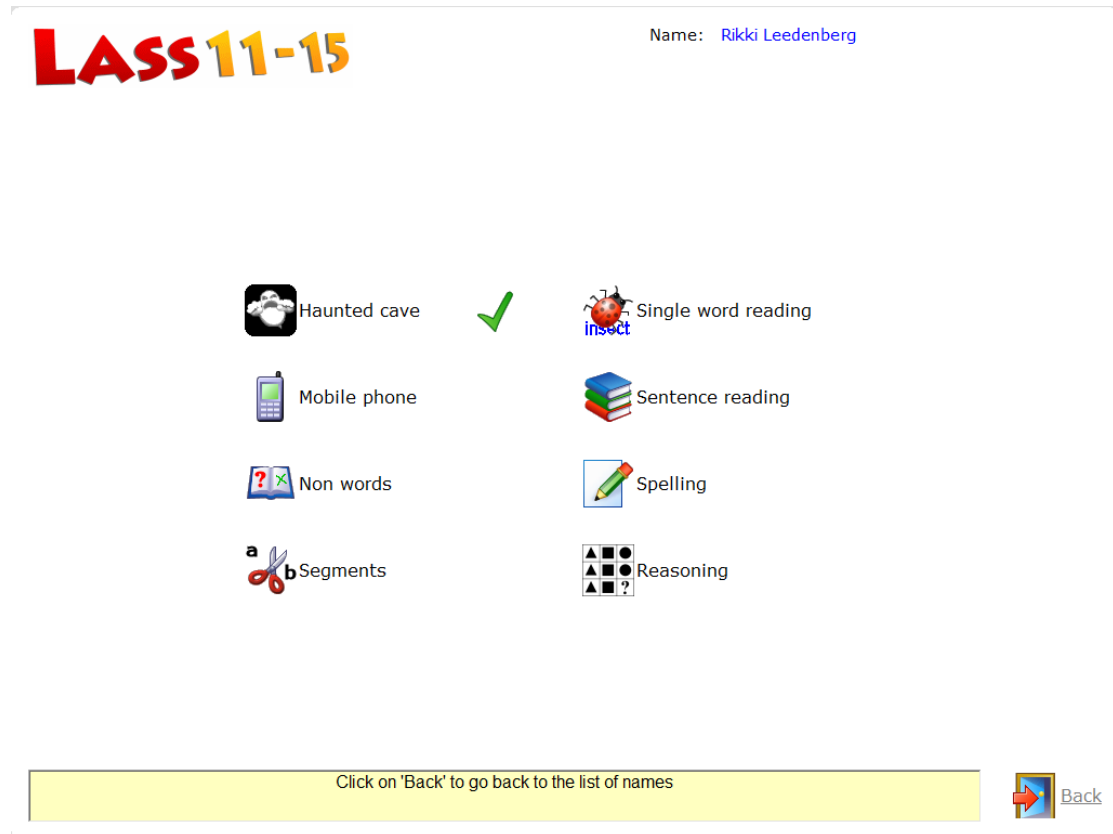 LASS 11-15
Name: Rikki Leedenberg
Haunted cave
Mobile phone
? x
Non words
a
b
Segments
insect
Single word reading
Sentence reading
Spelling
?
Reasoning
Click on 'Back' to go back to the list of names
Back